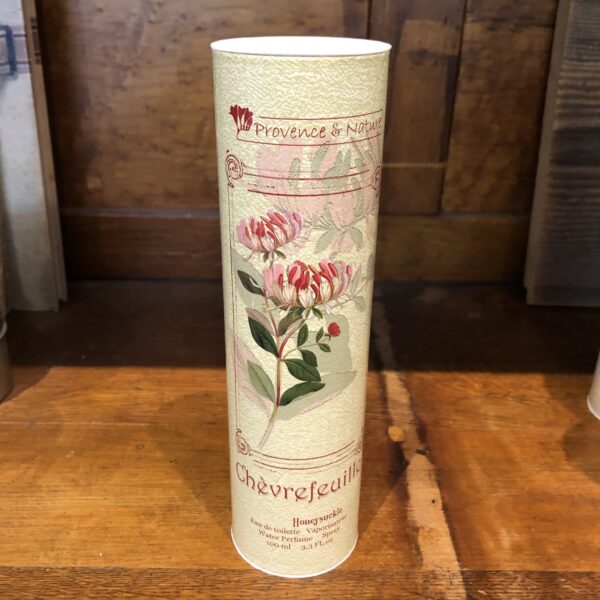 Provence & Nature
Chèvrefeuille
Honeysuckle
Eau de toilette Vaporisateur
Water Perfume Spray
100 ml 3.3 FL.oz